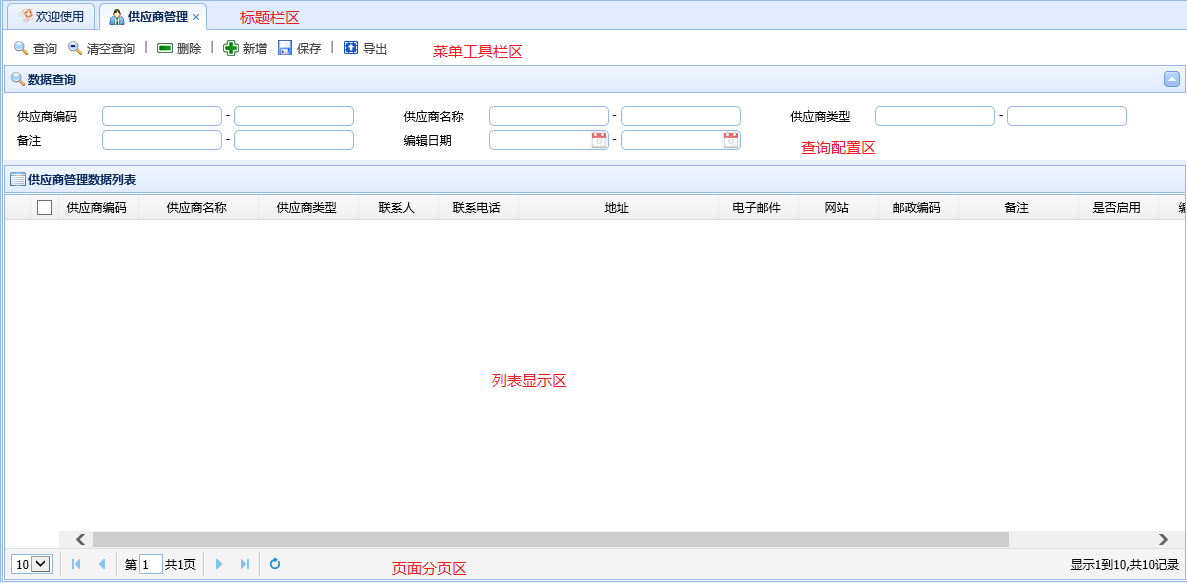 欢迎使用 供应商管理 × 标题栏区
查询 清空查询 | 删除 | 新增 保存 | 导出 菜单工具栏区
数据查询
供应商编码 - 供应商名称 - 供应商类型 -
备注 - 编辑日期 - 查询配置区
供应商管理数据列表
供应商编码 供应商名称 供应商类型 联系人 联系电话 地址 电子邮件 网站 邮政编码 备注 是否启用
列表显示区
10 第 1 共1页 页面分页区 显示1到10,共10记录